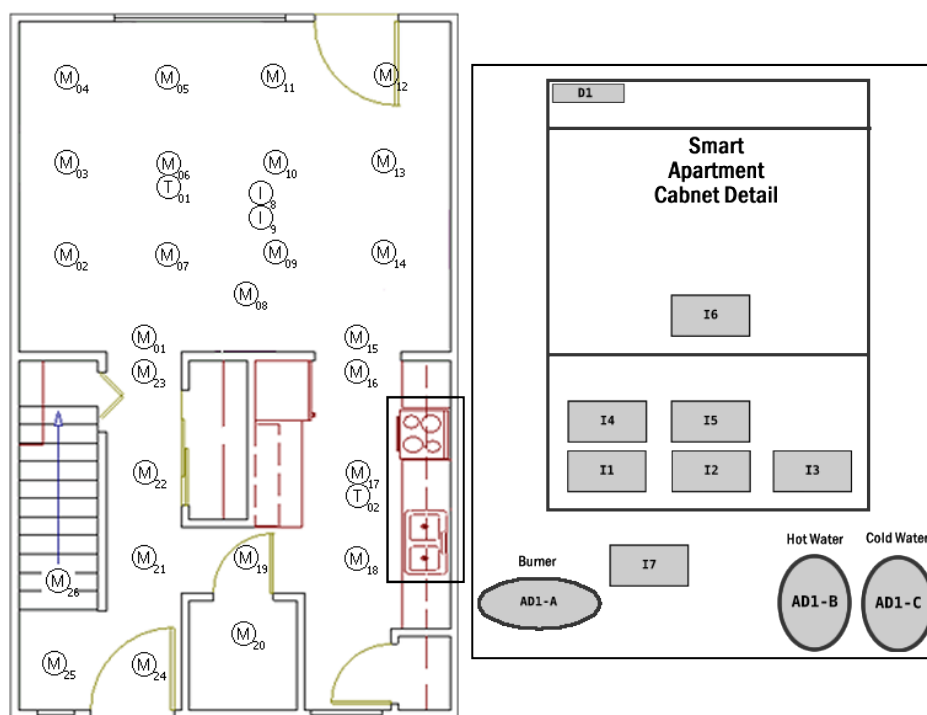 M04
M05
M11
M12
M03
M06
T01
M10
I8
I9
M13
M02
M07
M09
M14
M08
M01
M15
M23
M16
M22
M17
T02
M21
M19
M18
M26
M20
M25
M24
D1
Smart
Apartment
Cabnet Detail
I6
I4
I5
I1
I2
I3
I7
Burner
AD1-A
Hot Water
AD1-B
Cold Water
AD1-C